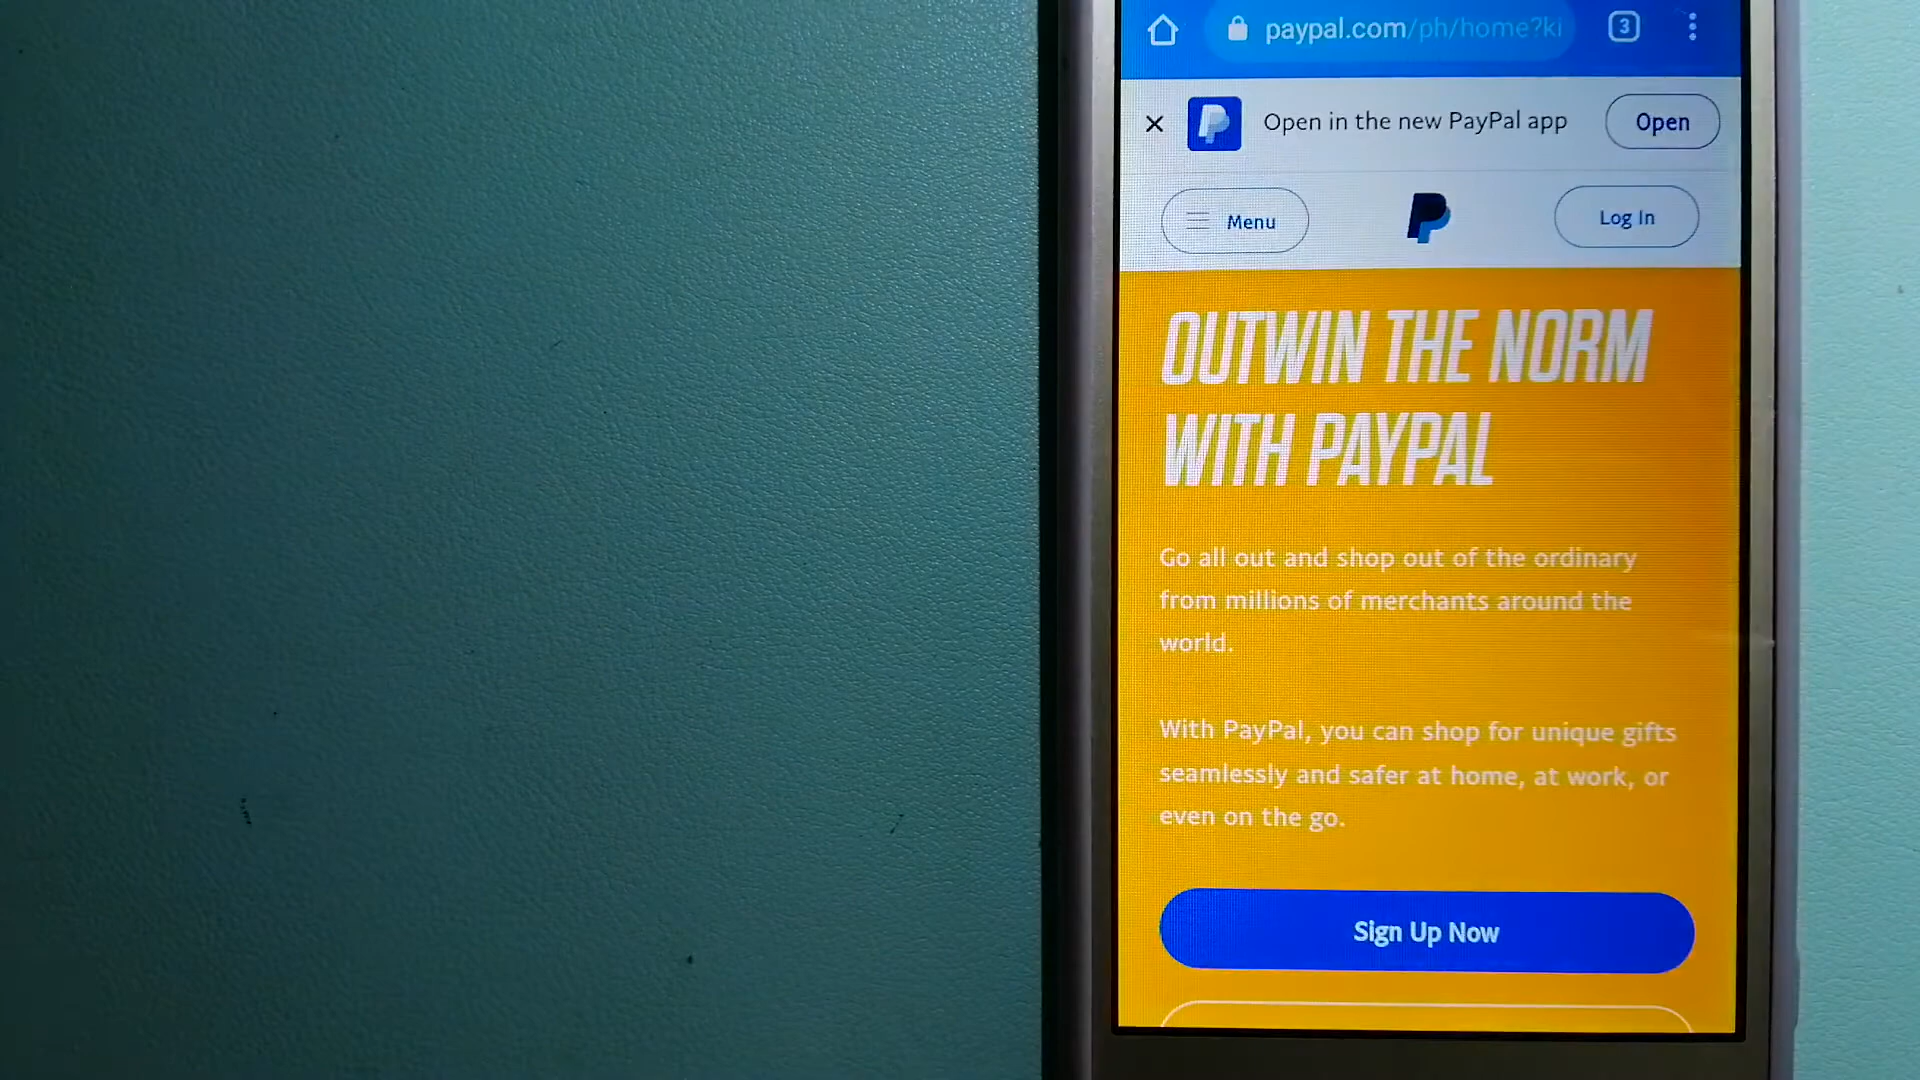 paypal.com/ph/home?ki
3
Open in the new PayPal app
Open
Menu
Log In
OUTWIN THE NORM
WITH PAYPAL
Go all out and shop out of the ordinary
from millions of merchants around the
world.
With PayPal, you can shop for unique gifts
seamlessly and safer at home, at work, or
even on the go.
Sign Up Now